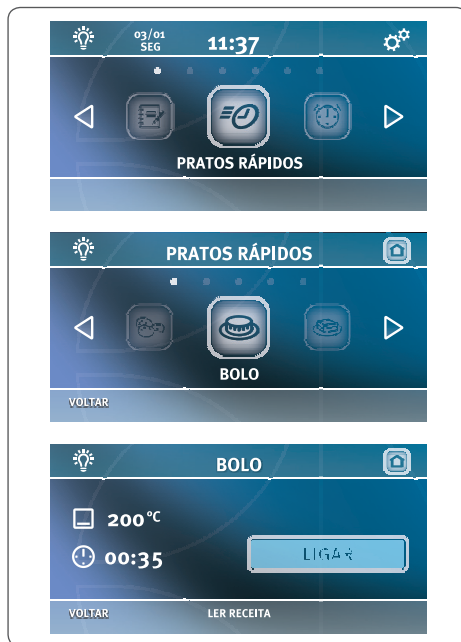 03/01
SEG
11:37
PRATOS RÁPIDOS
PRATOS RÁPIDOS
BOLO
VOLTAR
BOLO
200°C
00:35
LIGAR
VOLTAR
LER RECEITA